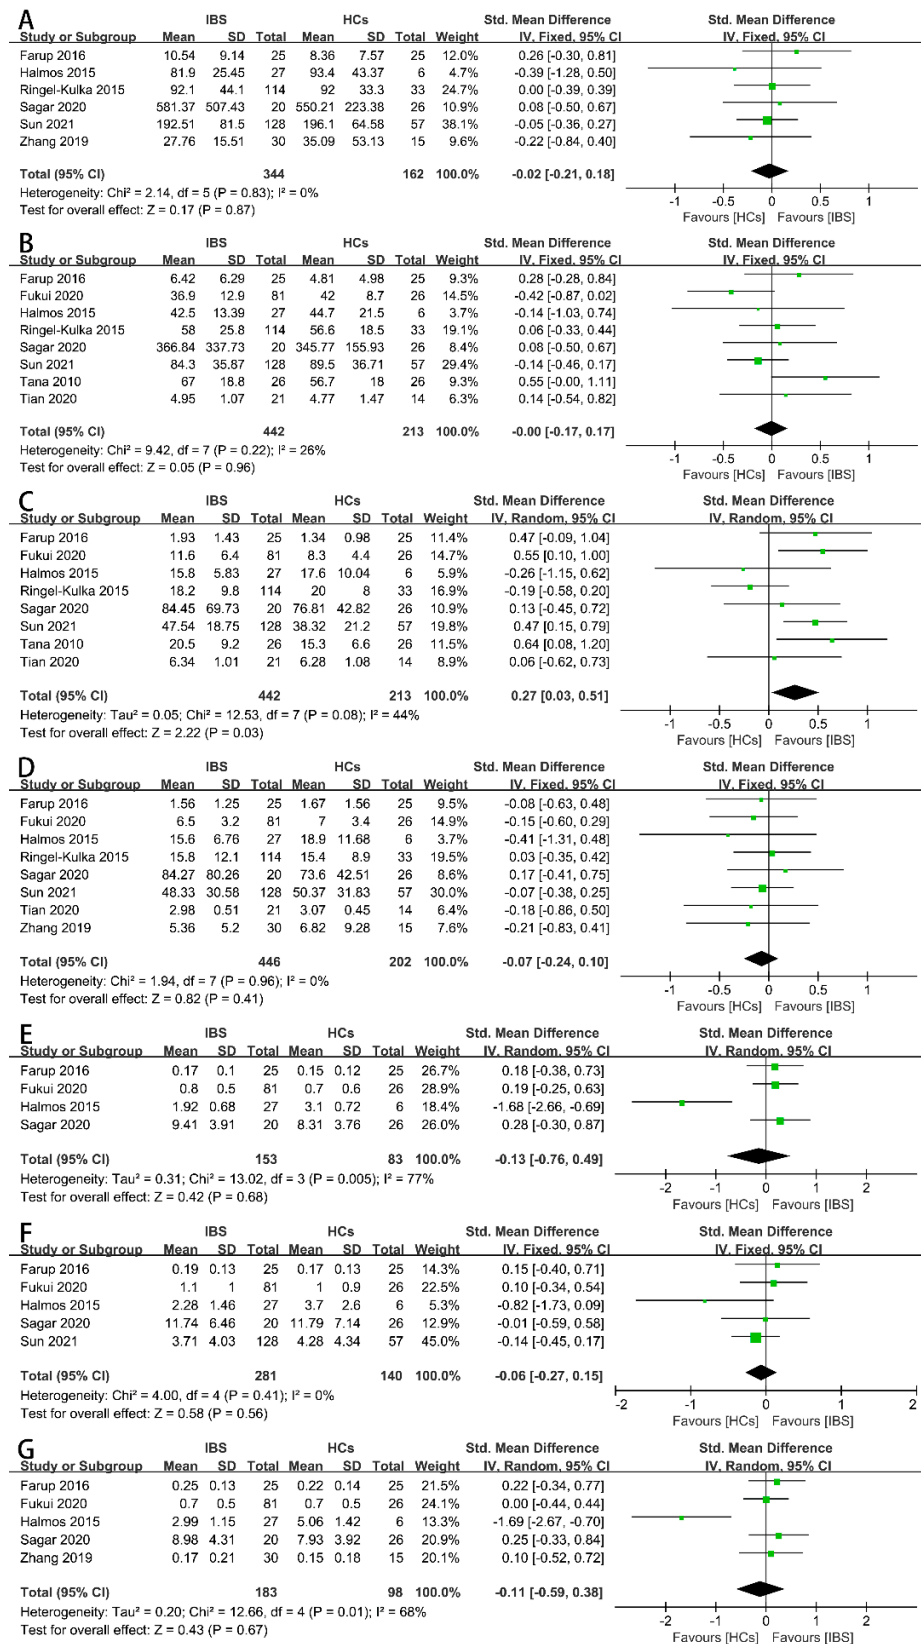 A
IBS HCs Std. Mean Difference Std. Mean Difference
Study or Subgroup Mean SD Total Mean SD Total Weight IV, Fixed, 95% CI IV, Fixed, 95% CI
Farup 2016 10.54 9.14 25 8.36 7.57 25 12.0% 0.26 [-0.30, 0.81]
Halmos 2015 81.9 25.45 27 93.4 43.37 6 4.7% -0.39 [-1.28, 0.50]
Ringel-Kulka 2015 92.1 44.1 114 92 33.3 33 24.7% 0.00 [-0.39, 0.39]
Sagar 2020 581.37 507.43 20 550.21 223.38 26 10.9% 0.08 [-0.50, 0.67]
Sun 2021 192.51 81.5 128 196.1 64.58 57 38.1% -0.05 [-0.36, 0.27]
Zhang 2019 27.76 15.51 30 35.09 53.13 15 9.6% -0.22 [-0.84, 0.40]
Total (95% CI) 344 162 100.0% -0.02 [-0.21, 0.18]
Heterogeneity: Chi² = 2.14, df = 5 (P = 0.83); I² = 0%
Test for overall effect: Z = 0.17 (P = 0.87)
-1 -0.5 0 0.5 1
Favours [HCs] Favours [IBS]
B
IBS HCs Std. Mean Difference Std. Mean Difference
Study or Subgroup Mean SD Total Mean SD Total Weight IV, Fixed, 95% CI IV, Fixed, 95% CI
Farup 2016 6.42 6.29 25 4.81 4.98 25 9.3% 0.28 [-0.28, 0.84]
Fukui 2020 36.9 12.9 81 42 8.7 26 14.5% -0.42 [-0.87, 0.02]
Halmos 2015 42.5 13.39 27 44.7 21.5 6 3.7% -0.14 [-1.03, 0.74]
Ringel-Kulka 2015 58 25.8 114 56.6 18.5 33 19.1% 0.06 [-0.33, 0.44]
Sagar 2020 366.84 337.73 20 345.77 155.93 26 8.4% 0.08 [-0.50, 0.67]
Sun 2021 84.3 35.87 128 89.5 36.71 57 29.4% -0.14 [-0.46, 0.17]
Tana 2010 67 18.8 26 56.7 18 26 9.3% 0.55 [-0.00, 1.11]
Tian 2020 4.95 1.07 21 4.77 1.47 14 6.3% 0.14 [-0.54, 0.82]
Total (95% CI) 442 213 100.0% -0.00 [-0.17, 0.17]
Heterogeneity: Chi² = 9.42, df = 7 (P = 0.22); I² = 26%
Test for overall effect: Z = 0.05 (P = 0.96)
-1 -0.5 0 0.5 1
Favours [HCs] Favours [IBS]
C
IBS HCs Std. Mean Difference Std. Mean Difference
Study or Subgroup Mean SD Total Mean SD Total Weight IV, Random, 95% CI IV, Random, 95% CI
Farup 2016 1.93 1.43 25 1.34 0.98 25 11.4% 0.47 [-0.09, 1.04]
Fukui 2020 11.6 6.4 81 8.3 4.4 26 14.7% 0.55 [0.10, 1.00]
Halmos 2015 15.8 5.83 27 17.6 10.04 6 5.9% -0.26 [-1.15, 0.62]
Ringel-Kulka 2015 18.2 9.8 114 20 8 33 16.9% -0.19 [-0.58, 0.20]
Sagar 2020 84.45 69.73 20 76.81 42.82 26 10.9% 0.13 [-0.45, 0.72]
Sun 2021 47.54 18.75 128 38.32 21.2 57 19.8% 0.47 [0.15, 0.79]
Tana 2010 20.5 9.2 26 15.3 6.6 26 11.5% 0.64 [0.08, 1.20]
Tian 2020 6.34 1.01 21 6.28 1.08 14 8.9% 0.06 [-0.62, 0.73]
Total (95% CI) 442 213 100.0% 0.27 [0.03, 0.51]
Heterogeneity: Tau² = 0.05; Chi² = 12.53, df = 7 (P = 0.08); I² = 44%
Test for overall effect: Z = 2.22 (P = 0.03)
-1 -0.5 0 0.5 1
Favours [HCs] Favours [IBS]
D
IBS HCs Std. Mean Difference Std. Mean Difference
Study or Subgroup Mean SD Total Mean SD Total Weight IV, Fixed, 95% CI IV, Fixed, 95% CI
Farup 2016 1.56 1.25 25 1.67 1.56 25 9.5% -0.08 [-0.63, 0.48]
Fukui 2020 6.5 3.2 81 7 3.4 26 14.9% -0.15 [-0.60, 0.29]
Halmos 2015 15.6 6.76 27 18.9 11.68 6 3.7% -0.41 [-1.31, 0.48]
Ringel-Kulka 2015 15.8 12.1 114 15.4 8.9 33 19.5% 0.03 [-0.35, 0.42]
Sagar 2020 84.27 80.26 20 73.6 42.51 26 8.6% 0.17 [-0.41, 0.75]
Sun 2021 48.33 30.58 128 50.37 31.83 57 30.0% -0.07 [-0.38, 0.25]
Tian 2020 2.98 0.51 21 3.07 0.45 14 6.4% -0.18 [-0.86, 0.50]
Zhang 2019 5.36 5.2 30 6.82 9.28 15 7.6% -0.21 [-0.83, 0.41]
Total (95% CI) 446 202 100.0% -0.07 [-0.24, 0.10]
Heterogeneity: Chi² = 1.94, df = 7 (P = 0.96); I² = 0%
Test for overall effect: Z = 0.82 (P = 0.41)
-1 -0.5 0 0.5 1
Favours [HCs] Favours [IBS]
E
IBS HCs Std. Mean Difference Std. Mean Difference
Study or Subgroup Mean SD Total Mean SD Total Weight IV, Random, 95% CI IV, Random, 95% CI
Farup 2016 0.17 0.1 25 0.15 0.12 25 26.7% 0.18 [-0.38, 0.73]
Fukui 2020 0.8 0.5 81 0.7 0.6 26 28.9% 0.19 [-0.25, 0.63]
Halmos 2015 1.92 0.68 27 3.1 0.72 6 18.4% -1.68 [-2.66, -0.69]
Sagar 2020 9.41 3.91 20 8.31 3.76 26 26.0% 0.28 [-0.30, 0.87]
Total (95% CI) 153 83 100.0% -0.13 [-0.76, 0.49]
Heterogeneity: Tau² = 0.31; Chi² = 13.02, df = 3 (P = 0.005); I² = 77%
Test for overall effect: Z = 0.42 (P = 0.68)
-2 -1 0 1 2
Favours [HCs] Favours [IBS]
F
IBS HCs Std. Mean Difference Std. Mean Difference
Study or Subgroup Mean SD Total Mean SD Total Weight IV, Fixed, 95% CI IV, Fixed, 95% CI
Farup 2016 0.19 0.13 25 0.17 0.13 25 14.3% 0.15 [-0.40, 0.71]
Fukui 2020 1.1 1 81 1 0.9 26 22.5% 0.10 [-0.34, 0.54]
Halmos 2015 2.28 1.46 27 3.7 2.6 6 5.3% -0.82 [-1.73, 0.09]
Sagar 2020 11.74 6.46 20 11.79 7.14 26 12.9% -0.01 [-0.59, 0.58]
Sun 2021 3.71 4.03 128 4.28 4.34 57 45.0% -0.14 [-0.45, 0.17]
Total (95% CI) 281 140 100.0% -0.06 [-0.27, 0.15]
Heterogeneity: Chi² = 4.00, df = 4 (P = 0.41); I² = 0%
Test for overall effect: Z = 0.58 (P = 0.56)
-2 -1 0 1 2
Favours [HCs] Favours [IBS]
G
IBS HCs Std. Mean Difference Std. Mean Difference
Study or Subgroup Mean SD Total Mean SD Total Weight IV, Random, 95% CI IV, Random, 95% CI
Farup 2016 0.25 0.13 25 0.22 0.14 25 21.5% 0.22 [-0.34, 0.77]
Fukui 2020 0.7 0.5 81 0.7 0.5 26 24.1% 0.00 [-0.44, 0.44]
Halmos 2015 2.99 1.15 27 5.06 1.42 6 13.3% -1.69 [-2.67, -0.70]
Sagar 2020 8.98 4.31 20 7.93 3.92 26 20.9% 0.25 [-0.33, 0.84]
Zhang 2019 0.17 0.21 30 0.15 0.18 15 20.1% 0.10 [-0.52, 0.72]
Total (95% CI) 183 98 100.0% -0.11 [-0.59, 0.38]
Heterogeneity: Tau² = 0.20; Chi² = 12.66, df = 4 (P = 0.01); I² = 68%
Test for overall effect: Z = 0.43 (P = 0.67)
-2 -1 0 1 2
Favours [HCs] Favours [IBS]